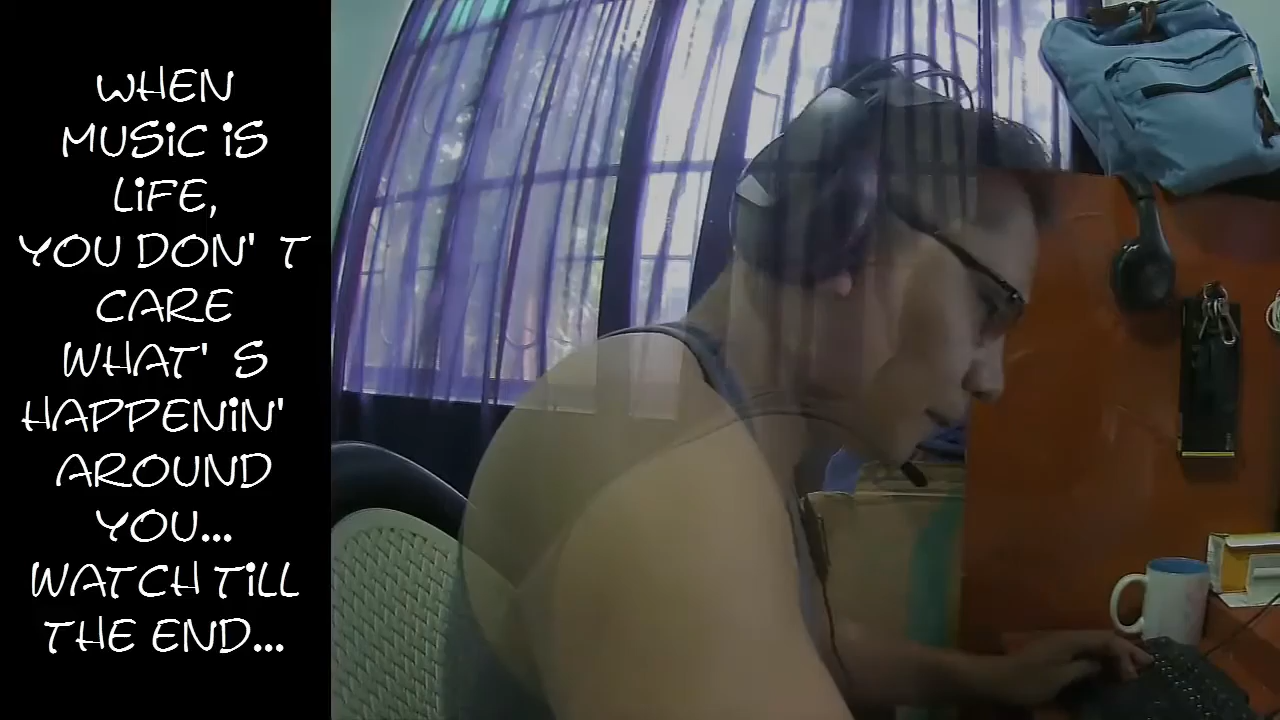 WHEN
MUSiC iS
LiFE,
YOU DON' T
CARE
WHAT' S
HAPPENiN'
AROUND
YOU...
WATCH TiLL
THE END...